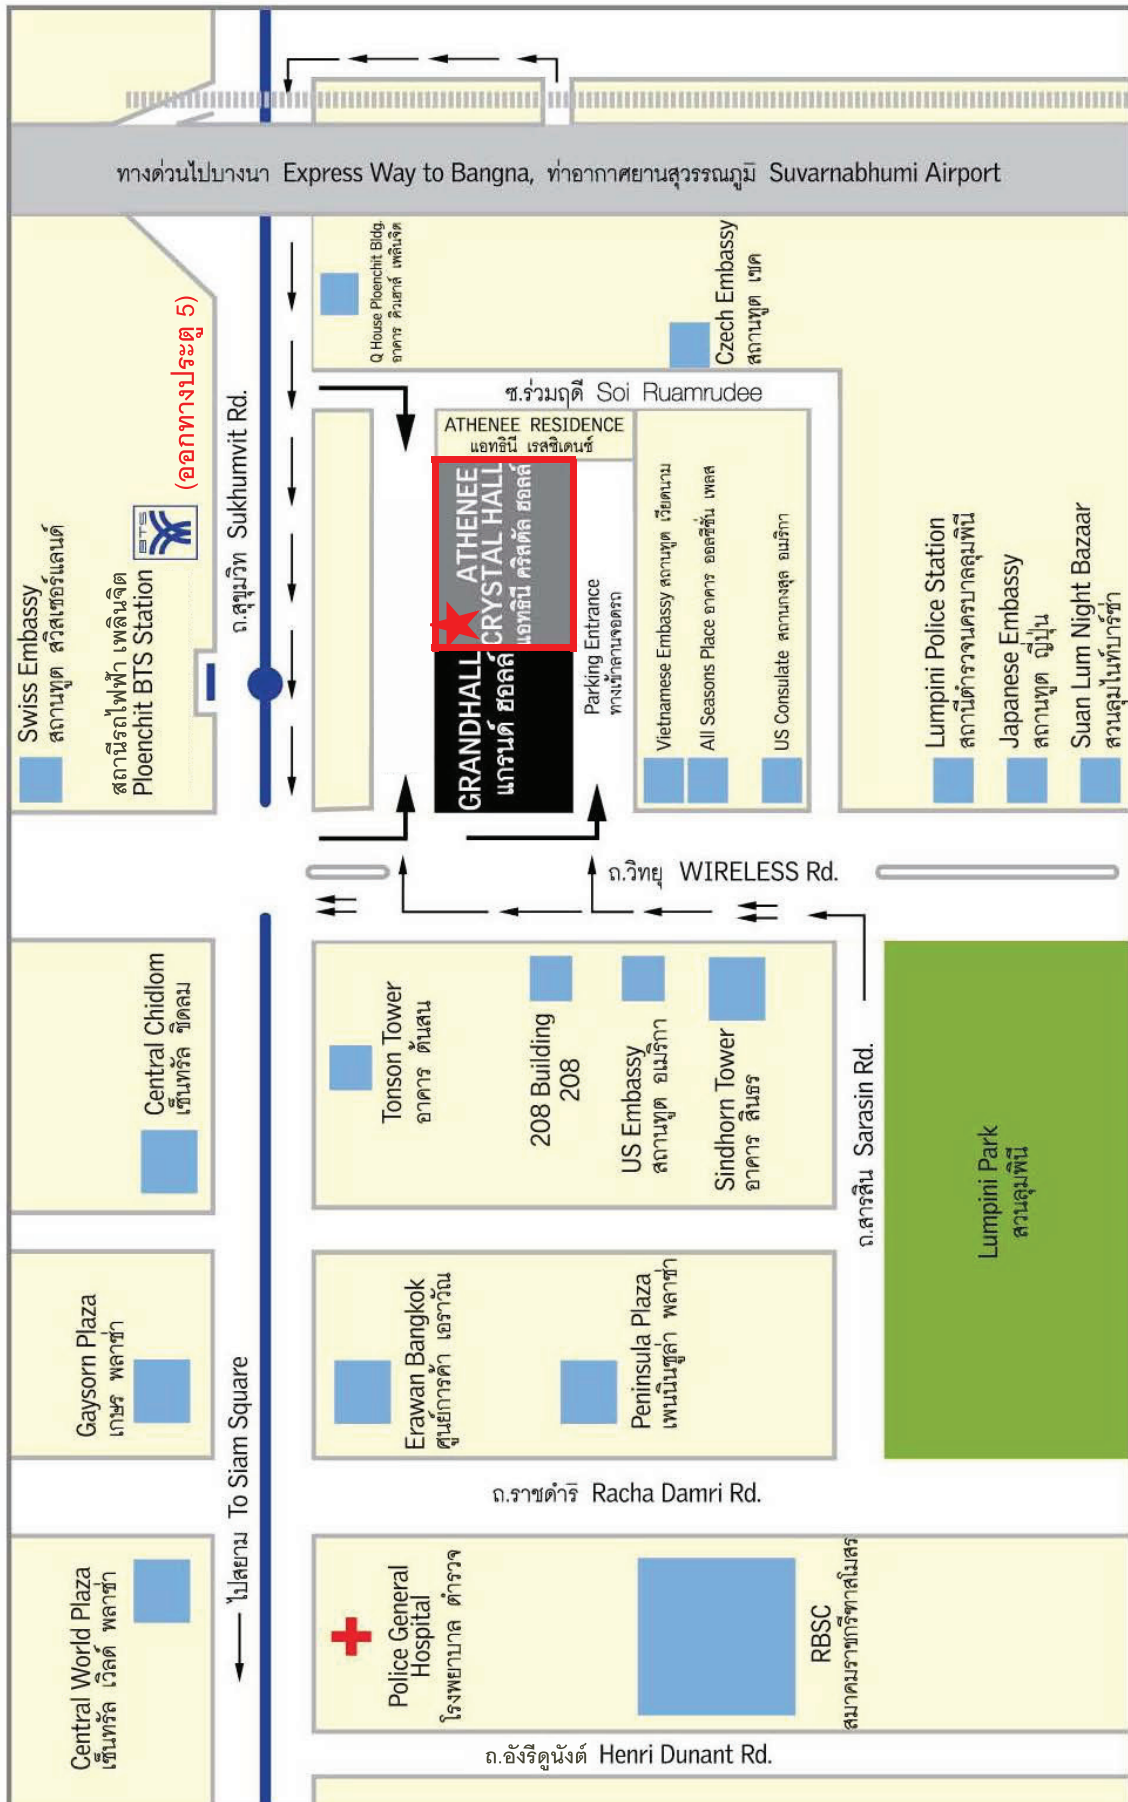 ทางด่วนไปบางนา Express Way to Bangna, ท่าอากาศยานสุวรรณภูมิ Suvarnabhumi Airport
Q House Ploenchit Bldg.
อาคาร คิวเฮาส์ เพลินจิต
Czech Embassy
สถานทูต เชค
ซ.ร่วมฤดี Soi Ruamrudee
(ออกทางประตู 5)
Swiss Embassy
สถานทูต สวิสเซอร์แลนด์
สถานีรถไฟฟ้า เพลินจิต
Ploenchit BTS Station
BTS
ถ.สุขุมวิท Sukhumvit Rd.
ATHENEE RESIDENCE
แอทธินี เรสซิเดนซ์
ATHENEE
CRYSTAL HALL
แอทธินี คริสตัล ฮอลล์
GRANDHALL
แกรนด์ ฮอลล์
Parking Entrance
ทางเข้าลานจอดรถ
Vietnamese Embassy สถานทูต เวียดนาม
All Seasons Place อาคาร ออลซีซั่น เพลส
US Consulate สถานกงสุล อเมริกา
Lumpini Police Station
สถานีตำรวจนครบาลลุมพินี
Japanese Embassy
สถานทูต ญี่ปุ่น
Suan Lum Night Bazaar
สวนลุมไนท์บาร์ซ่า
ถ.วิทยุ WIRELESS Rd.
Central Chidlom
เซ็นทรัล ชิดลม
Tonson Tower
อาคาร ต้นสน
208 Building
208
US Embassy
สถานทูต อเมริกา
Sindhorn Tower
อาคาร สินธร
ถ.สารสิน Sarasin Rd.
Lumpini Park
สวนลุมพินี
Gaysorn Plaza
เกษร พลาซ่า
Erawan Bangkok
ศูนย์การค้า เอราวัณ
Peninsula Plaza
เพนนินซูล่า พลาซ่า
ไปสยาม To Siam Square
ถ.ราชดำริ Racha Damri Rd.
Central World Plaza
เซ็นทรัล เวิลด์ พลาซ่า
Police General
Hospital
โรงพยาบาล ตำรวจ
RBSC
สมาคมราชกรีฑาสโมสร
ถ.อังรีดูนังต์ Henri Dunant Rd.